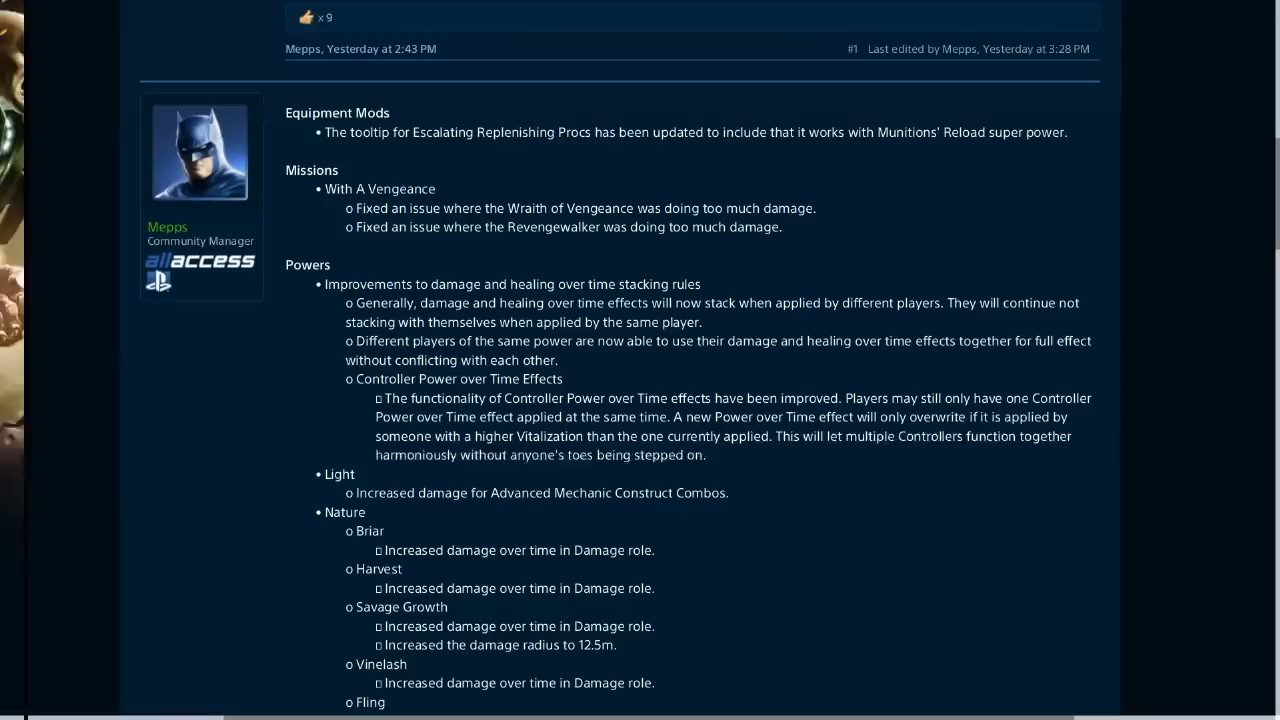 👍 x 9
Mepps, Yesterday at 2:43 PM
#1 Last edited by Mepps, Yesterday at 3:28 PM
Mepps
Community Manager
allaccess
Equipment Mods
• The tooltip for Escalating Replenishing Procs has been updated to include that it works with Munitions' Reload super power.
Missions
• With A Vengeance
o Fixed an issue where the Wraith of Vengeance was doing too much damage.
o Fixed an issue where the Revengewalker was doing too much damage.
Powers
• Improvements to damage and healing over time stacking rules
o Generally, damage and healing over time effects will now stack when applied by different players. They will continue not
stacking with themselves when applied by the same player.
o Different players of the same power are now able to use their damage and healing over time effects together for full effect
without conflicting with each other.
o Controller Power over Time Effects
▯ The functionality of Controller Power over Time effects have been improved. Players may still only have one Controller
Power over Time effect applied at the same time. A new Power over Time effect will only overwrite if it is applied by
someone with a higher Vitalization than the one currently applied. This will let multiple Controllers function together
harmoniously without anyone's toes being stepped on.
• Light
o Increased damage for Advanced Mechanic Construct Combos.
• Nature
o Briar
▯ Increased damage over time in Damage role.
o Harvest
▯ Increased damage over time in Damage role.
o Savage Growth
▯ Increased damage over time in Damage role.
▯ Increased the damage radius to 12.5m.
o Vinelash
▯ Increased damage over time in Damage role.
o Fling